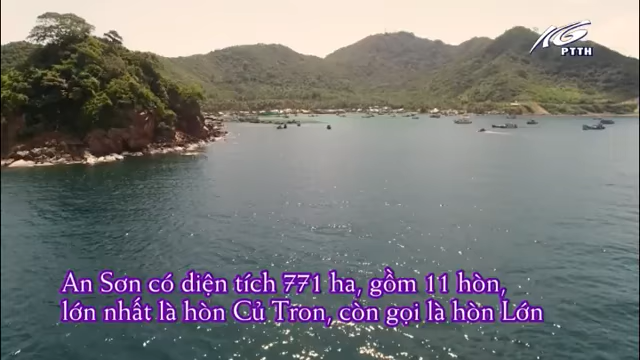 KG
PTTH
An Sơn có diện tích 771 ha, gồm 11 hòn,
lớn nhất là hòn Củ Tron, còn gọi là hòn Lớn